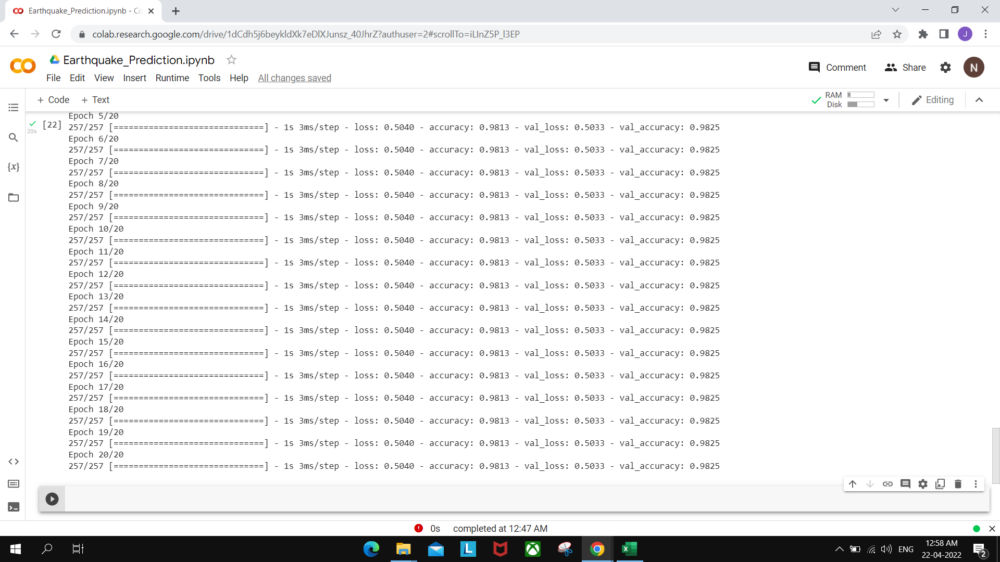 Earthquake_Prediction.ipynb - Co
colab.research.google.com/drive/1dCdh5j6beykldXk7eDlXJunsz_40JhrZ?authuser=2#scrollTo=iLInZ5P_l3EP
J
Earthquake_Prediction.ipynb
Comment
Share
N
File Edit View Insert Runtime Tools Help All changes saved
+ Code + Text
RAM
Disk
Editing
Epoch 5/20
[22]
20s
257/257 [==============================] - 1s 3ms/step - loss: 0.5040 - accuracy: 0.9813 - val_loss: 0.5033 - val_accuracy: 0.9825
Epoch 6/20
257/257 [==============================] - 1s 3ms/step - loss: 0.5040 - accuracy: 0.9813 - val_loss: 0.5033 - val_accuracy: 0.9825
Epoch 7/20
257/257 [==============================] - 1s 3ms/step - loss: 0.5040 - accuracy: 0.9813 - val_loss: 0.5033 - val_accuracy: 0.9825
Epoch 8/20
257/257 [==============================] - 1s 3ms/step - loss: 0.5040 - accuracy: 0.9813 - val_loss: 0.5033 - val_accuracy: 0.9825
Epoch 9/20
257/257 [==============================] - 1s 3ms/step - loss: 0.5040 - accuracy: 0.9813 - val_loss: 0.5033 - val_accuracy: 0.9825
Epoch 10/20
257/257 [==============================] - 1s 3ms/step - loss: 0.5040 - accuracy: 0.9813 - val_loss: 0.5033 - val_accuracy: 0.9825
Epoch 11/20
257/257 [==============================] - 1s 3ms/step - loss: 0.5040 - accuracy: 0.9813 - val_loss: 0.5033 - val_accuracy: 0.9825
Epoch 12/20
257/257 [==============================] - 1s 3ms/step - loss: 0.5040 - accuracy: 0.9813 - val_loss: 0.5033 - val_accuracy: 0.9825
Epoch 13/20
257/257 [==============================] - 1s 3ms/step - loss: 0.5040 - accuracy: 0.9813 - val_loss: 0.5033 - val_accuracy: 0.9825
Epoch 14/20
257/257 [==============================] - 1s 3ms/step - loss: 0.5040 - accuracy: 0.9813 - val_loss: 0.5033 - val_accuracy: 0.9825
Epoch 15/20
257/257 [==============================] - 1s 3ms/step - loss: 0.5040 - accuracy: 0.9813 - val_loss: 0.5033 - val_accuracy: 0.9825
Epoch 16/20
257/257 [==============================] - 1s 3ms/step - loss: 0.5040 - accuracy: 0.9813 - val_loss: 0.5033 - val_accuracy: 0.9825
Epoch 17/20
257/257 [==============================] - 1s 3ms/step - loss: 0.5040 - accuracy: 0.9813 - val_loss: 0.5033 - val_accuracy: 0.9825
Epoch 18/20
257/257 [==============================] - 1s 3ms/step - loss: 0.5040 - accuracy: 0.9813 - val_loss: 0.5033 - val_accuracy: 0.9825
Epoch 19/20
257/257 [==============================] - 1s 3ms/step - loss: 0.5040 - accuracy: 0.9813 - val_loss: 0.5033 - val_accuracy: 0.9825
Epoch 20/20
257/257 [==============================] - 1s 3ms/step - loss: 0.5040 - accuracy: 0.9813 - val_loss: 0.5033 - val_accuracy: 0.9825
0s completed at 12:47 AM
ENG
12:58 AM
22-04-2022
2